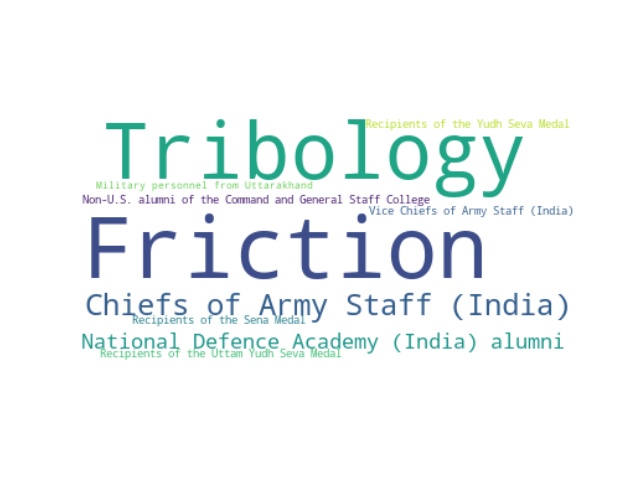 Recipients of the Yudh Seva Medal
Tribology
Military personnel from Uttarakhand
Non-U.S. alumni of the Command and General Staff College
Vice Chiefs of Army Staff (India)
Friction
Chiefs of Army Staff (India)
Recipients of the Sena Medal
National Defence Academy (India) alumni
Recipients of the Uttam Yudh Seva Medal